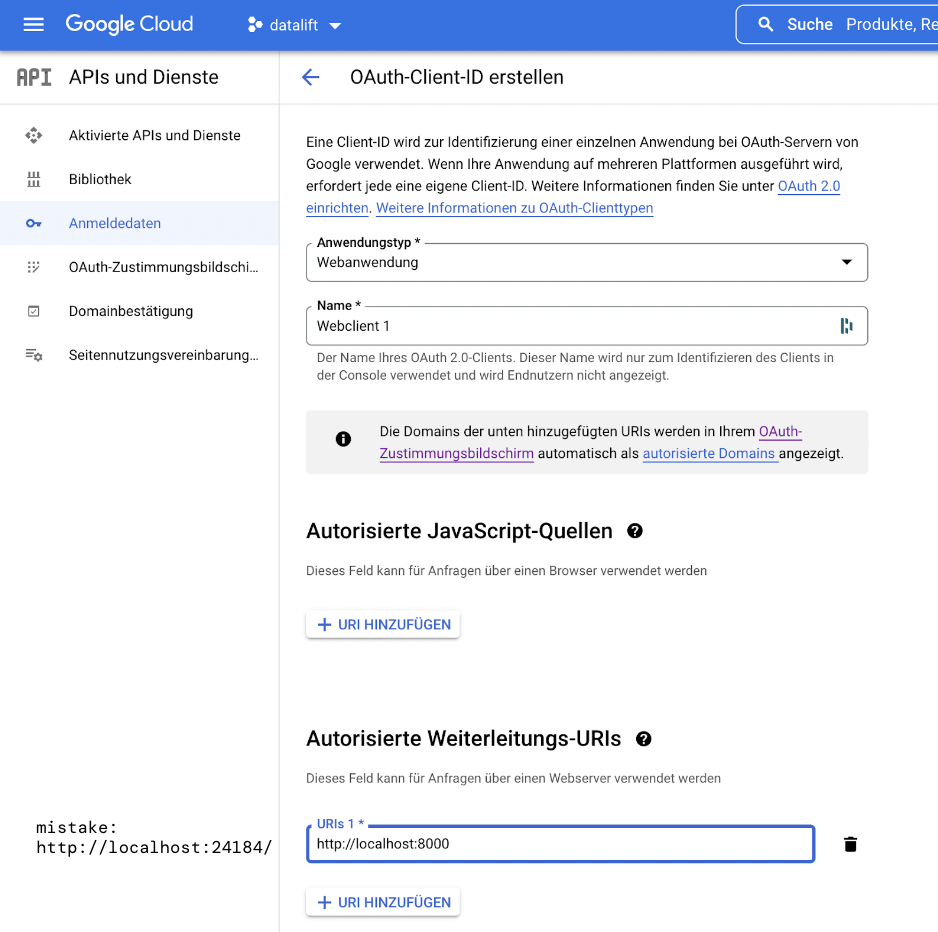 Google Cloud
datalift
Suche Produkte, Re
API APIs und Dienste
OAuth-Client-ID erstellen
Aktivierte APIs und Dienste
Bibliothek
Anmeldedaten
OAuth-Zustimmungsbildschi...
Domainbestätigung
Seitennutzungsvereinbarung...
Eine Client-ID wird zur Identifizierung einer einzelnen Anwendung bei OAuth-Servern von
Google verwendet. Wenn Ihre Anwendung auf mehreren Plattformen ausgeführt wird,
erfordert jede eine eigene Client-ID. Weitere Informationen finden Sie unter OAuth 2.0
einrichten. Weitere Informationen zu OAuth-Clienttypen
Anwendungstyp *
Webanwendung
Name *
Webclient 1
Der Name Ihres OAuth 2.0-Clients. Dieser Name wird nur zum Identifizieren des Clients in
der Console verwendet und wird Endnutzern nicht angezeigt.
Die Domains der unten hinzugefügten URIs werden in Ihrem OAuth-
Zustimmungsbildschirm automatisch als autorisierte Domains angezeigt.
Autorisierte JavaScript-Quellen
Dieses Feld kann für Anfragen über einen Browser verwendet werden
+ URI HINZUFÜGEN
Autorisierte Weiterleitungs-URIs
Dieses Feld kann für Anfragen über einen Webserver verwendet werden
mistake:
http://localhost:24184/
URIs 1 *
http://localhost:8000
+ URI HINZUFÜGEN